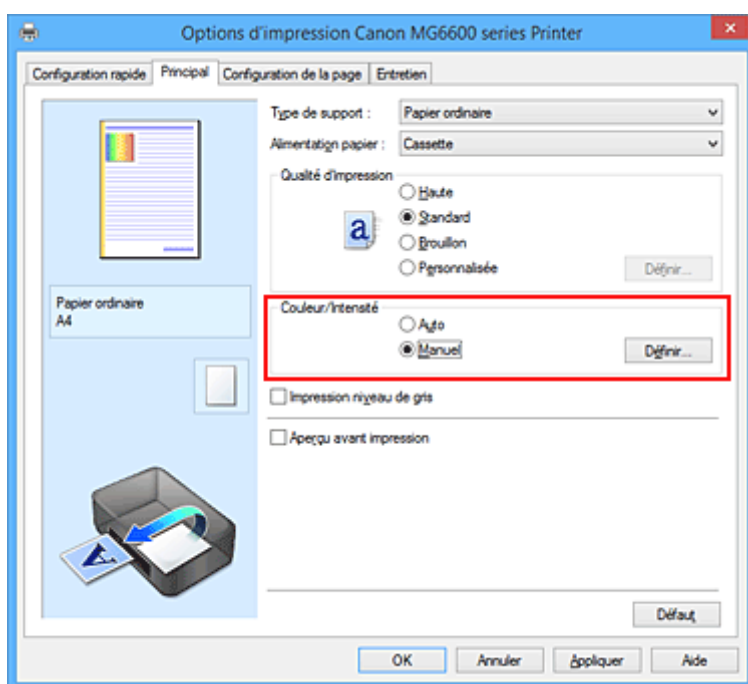 Options d'impression Canon MG6600 series Printer
Configuration rapide Principal Configuration de la page Entretien
Type de support : Papier ordinaire
Alimentation papier : Cassette
Qualité d'impression
Haute
a Standard
Brouillon
Personnalisée Définir...
Papier ordinaire
A4
Couleur/Intensité
Auto
Manuel Définir...
Impression niveau de gris
Aperçu avant impression
A
Défaut
OK Annuler Appliquer Aide